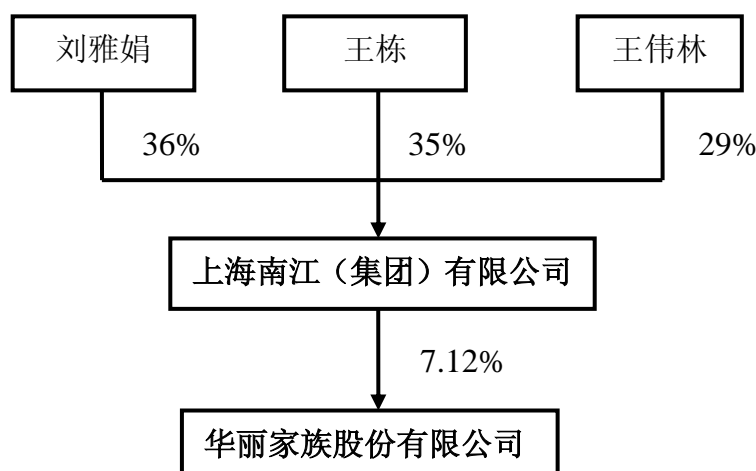 刘雅娟 王栋 王伟林
36% 35% 29%
上海南江（集团）有限公司
7.12%
华丽家族股份有限公司